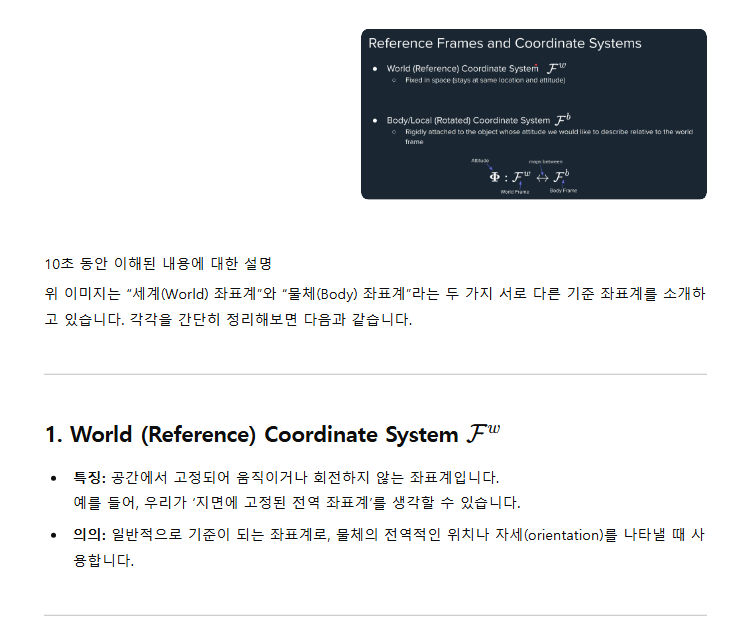 Reference Frames and Coordinate Systems
● World (Reference) Coordinate System 𝓕ʷ
○ Fixed in space (stays at same location and attitude)
● Body/Local (Rotated) Coordinate System 𝓕ᵇ
○ Rigidly attached to the object whose attitude we would like to describe relative to the world
frame
Attitude maps between
Φ : 𝓕ʷ ↔ 𝓕ᵇ
World Frame Body Frame
10초 동안 이해된 내용에 대한 설명
위 이미지는 “세계(World) 좌표계”와 “물체(Body) 좌표계”라는 두 가지 서로 다른 기준 좌표계를 소개하
고 있습니다. 각각을 간단히 정리해보면 다음과 같습니다.
1. World (Reference) Coordinate System 𝓕ʷ
• 특징: 공간에서 고정되어 움직이거나 회전하지 않는 좌표계입니다.
예를 들어, 우리가 ‘지면에 고정된 전역 좌표계’를 생각할 수 있습니다.
• 의의: 일반적으로 기준이 되는 좌표계로, 물체의 전역적인 위치나 자세(orientation)를 나타낼 때 사
용합니다.